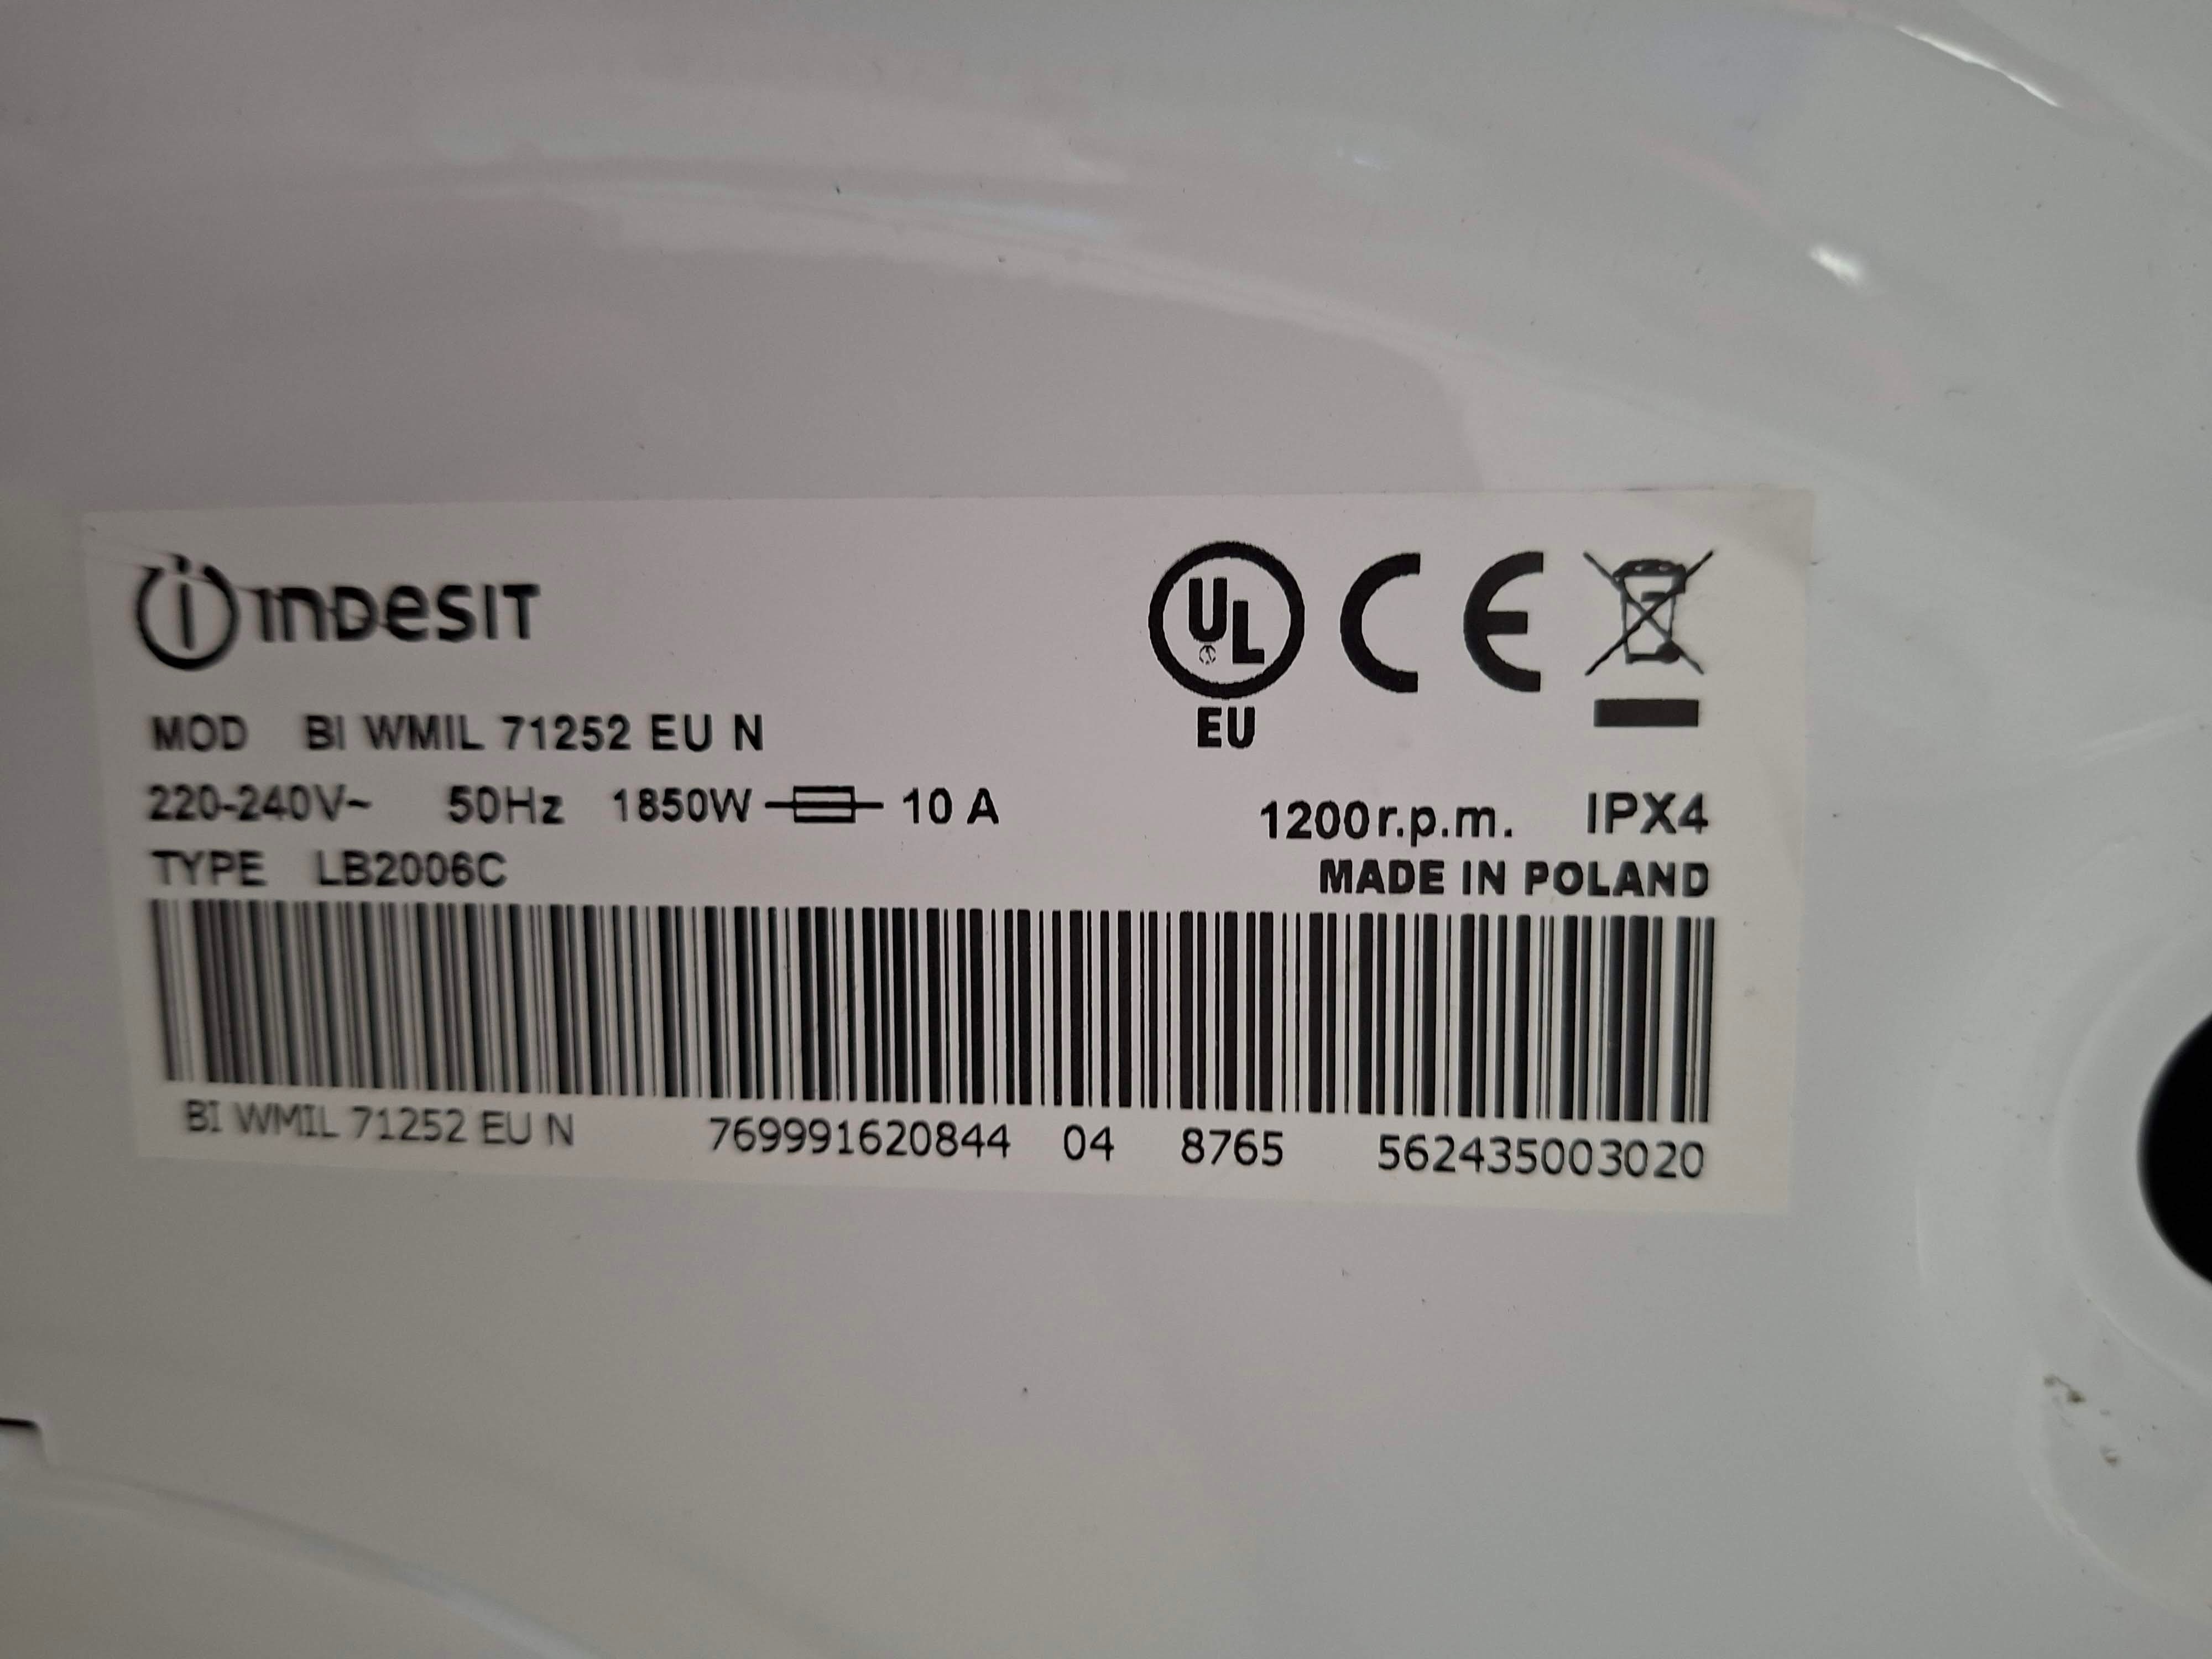 INDESIT
UL CE
EU
MOD BI WMIL 71252 EU N
220-240V~ 50Hz 1850W 10 A 1200r.p.m. IPX4
TYPE LB2006C MADE IN POLAND
BI WMIL 71252 EU N 769991620844 04 8765 562435003020